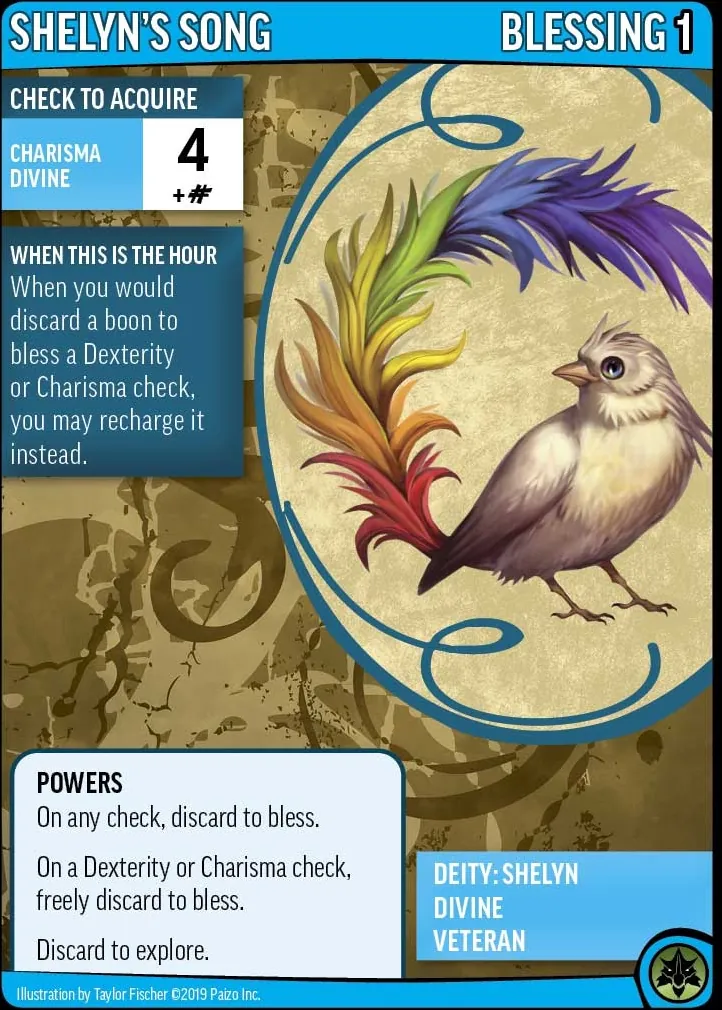 SHELYN'S SONG
BLESSING 1
CHECK TO ACQUIRE
CHARISMA
DIVINE
4
+#
WHEN THIS IS THE HOUR
When you would
discard a boon to
bless a Dexterity
or Charisma check,
you may recharge it
instead.
POWERS
On any check, discard to bless.
On a Dexterity or Charisma check,
freely discard to bless.
Discard to explore.
DEITY: SHELYN
DIVINE
VETERAN
Illustration by Taylor Fischer ©2019 Paizo Inc.